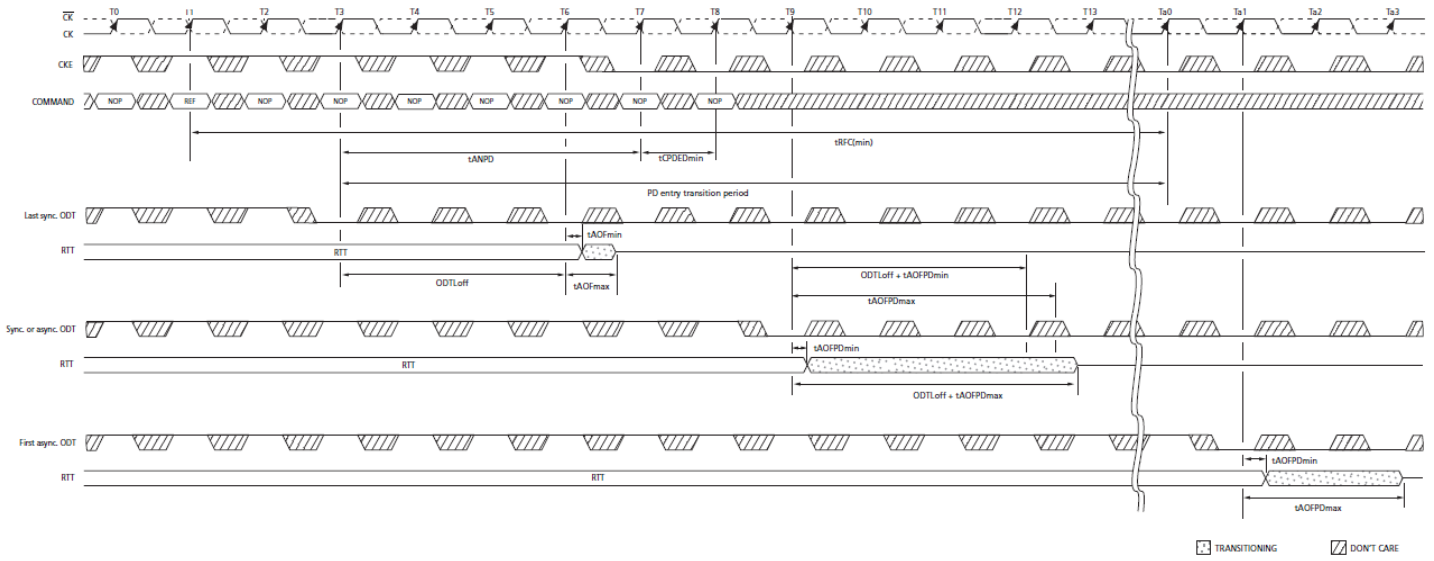 CK T0 T1 T2 T3 T4 T5 T6 T7 T8 T9 T10 T11 T12 T13 Ta0 Ta1 Ta2 Ta3
CK
CKE
COMMAND NOP REF NOP NOP NOP NOP NOP NOP NOP
tRFC(min)
tANPD tCPDEDmin
PD entry transition period
Last sync. ODT
tAOFmin
RTT RTT
ODTLoff + tAOFPDmin
ODTLoff tAOFmax
tAOFPDmax
Sync. or async. ODT
tAOFPDmin
RTT RTT
ODTLoff + tAOFPDmax
First async. ODT
tAOFPDmin
RTT RTT
tAOFPDmax
TRANSITIONING DON'T CARE